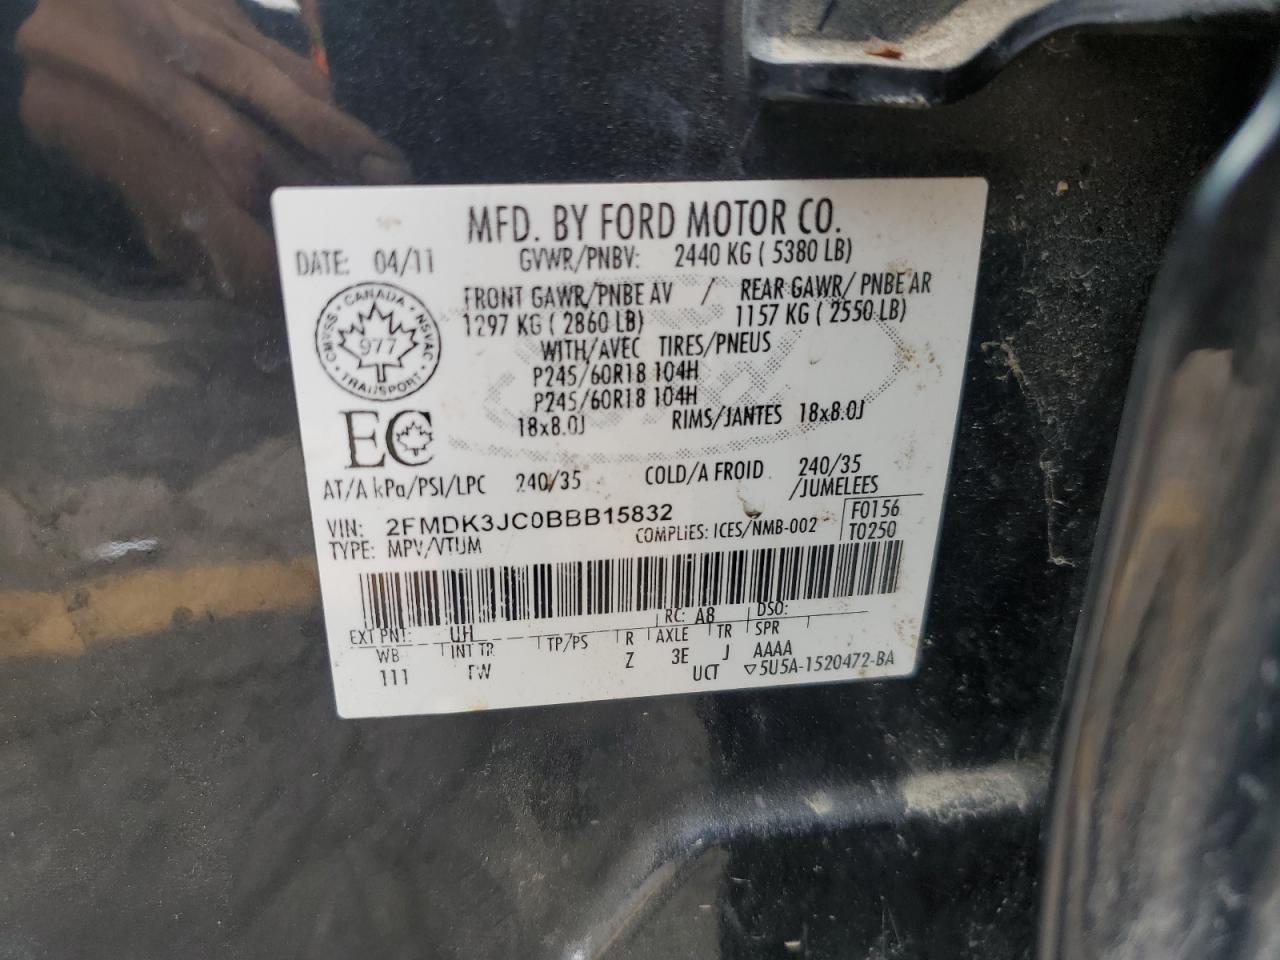 MFD. BY FORD MOTOR CO.
DATE: 04/11 GVWR/PNBV: 2440 KG ( 5380 LB)
FRONT GAWR/PNBE AV / REAR GAWR/ PNBE AR
1297 KG ( 2860 LB) 1157 KG ( 2550 LB)
WITH/AVEC TIRES/PNEUS
P245/60R18 104H
P245/60R18 104H
18x8.0J RIMS/JANTES 18x8.0J
CANADA
CMVSS NSVAC
977
TRANSPORT
EC
AT/A kPa/PSI/LPC 240/35 COLD/A FROID 240/35
/JUMELEES
VIN: 2FMDK3JC0BBB15832
F0156
TYPE: MPV/VTUM COMPLIES: ICES/NMB-002 T0250
RC: A8 DSO:
EXT PNT: UH
WB INT TR TP/PS R AXLE TR SPR
111 Z 3E J AAAA
UCT ▽5U5A-1520472-BA